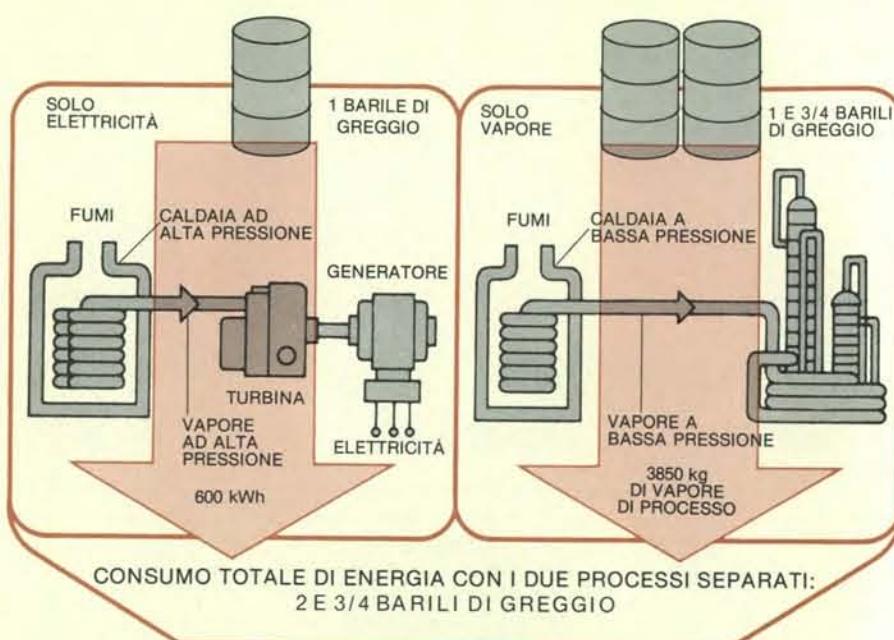 SOLO
ELETTRICITÀ
1 BARILE DI
GREGGIO
FUMI
CALDAIA AD
ALTA PRESSIONE
GENERATORE
TURBINA
VAPORE
AD ALTA
PRESSIONE
ELETTRICITÀ
600 kWh
SOLO
VAPORE
1 E 3/4 BARILI
DI GREGGIO
FUMI
CALDAIA A
BASSA PRESSIONE
VAPORE A
BASSA PRESSIONE
3850 kg
DI VAPORE
DI PROCESSO
CONSUMO TOTALE DI ENERGIA CON I DUE PROCESSI SEPARATI:
2 E 3/4 BARILI DI GREGGIO